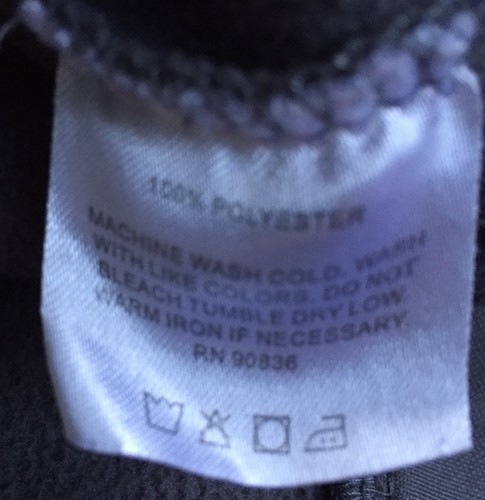 100% POLYESTER
MACHINE WASH COLD. WASH
WITH LIKE COLORS. DO NOT
BLEACH TUMBLE DRY LOW.
WARM IRON IF NECESSARY.
RN 90836